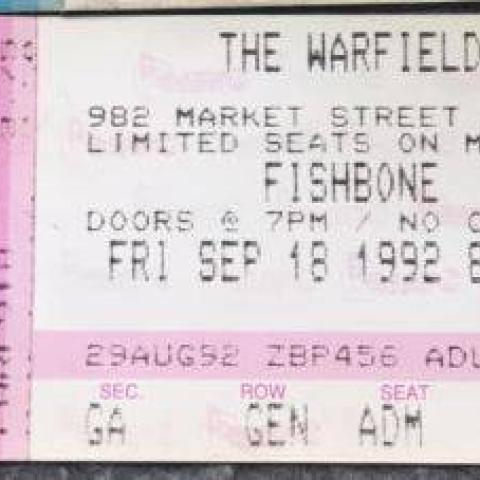 THE WARFIELD
982 MARKET STREET
LIMITED SEATS ON M
FISHBONE
DOORS @ 7PM / NO
FRI SEP 18 1992 8
29AUG92 ZBP456 ADU
SEC. ROW SEAT
GA GEN ADM